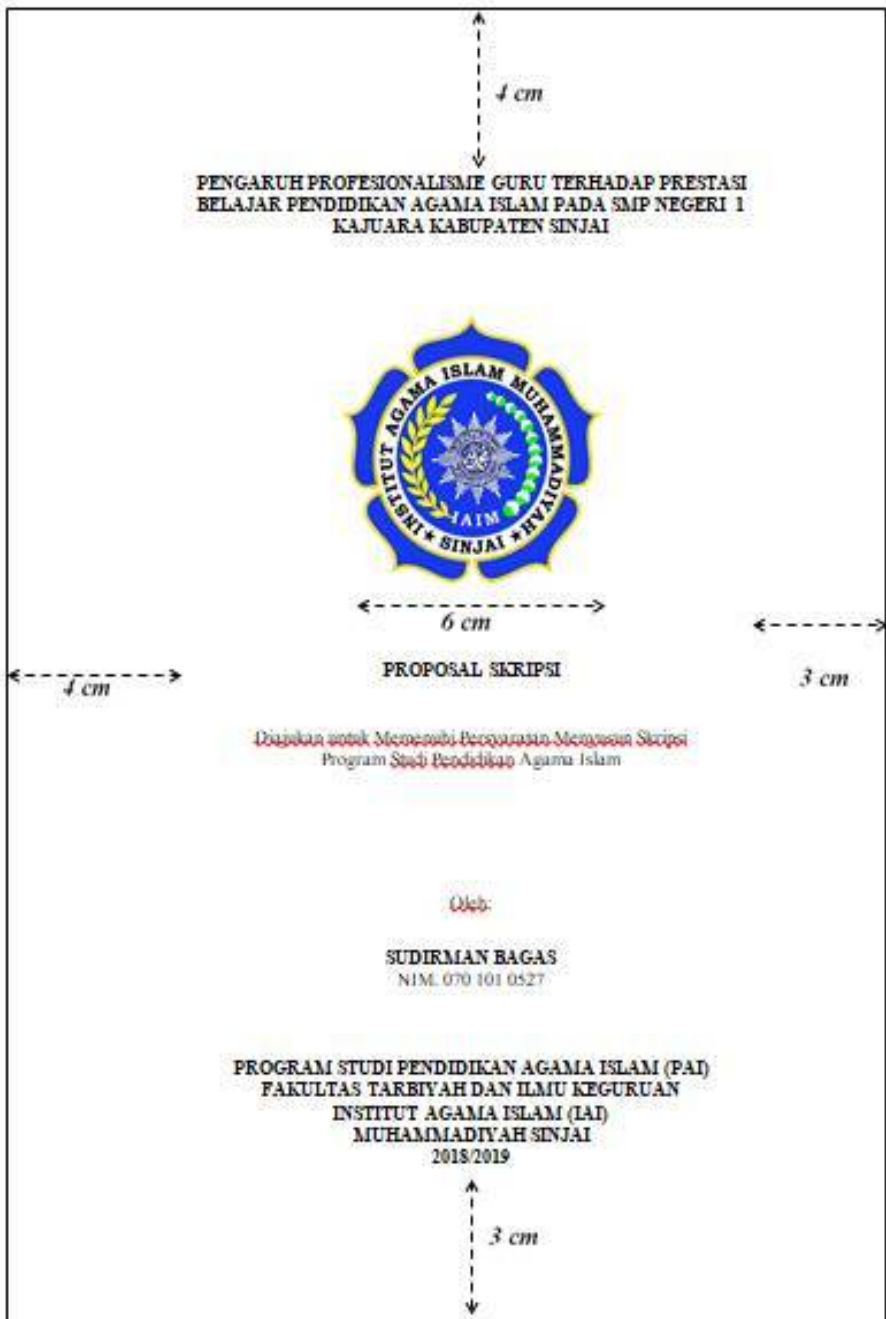 4 cm
PENGARUH PROFESIONALISME GURU TERHADAP PRESTASI
BELAJAR PENDIDIKAN AGAMA ISLAM PADA SMP NEGERI 1
KAJUARA KABUPATEN SINJAI
INSTITUT AGAMA ISLAM MUHAMMADIYAH
IAIM
★ SINJAI ★
6 cm
4 cm
3 cm
PROPOSAL SKRIPSI
Diajukan untuk Memenuhi Persyaratan Menyusun Skripsi
Program Studi Pendidikan Agama Islam
Oleh:
SUDIRMAN BAGAS
NIM. 070 101 0527
PROGRAM STUDI PENDIDIKAN AGAMA ISLAM (PAI)
FAKULTAS TARBIYAH DAN ILMU KEGURUAN
INSTITUT AGAMA ISLAM (IAI)
MUHAMMADIYAH SINJAI
2018/2019
3 cm